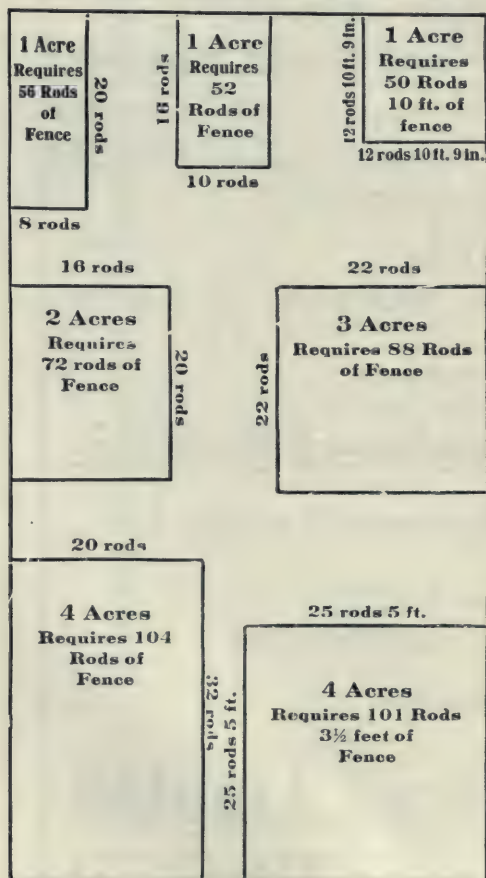 1 Acre
Requires
56 Rods
of
Fence
20 rods
8 rods
1 Acre
Requires
52
Rods of
Fence
16 rods
10 rods
1 Acre
Requires
50 Rods
10 ft. of
fence
12 rods 10 ft. 9 in.
12 rods 10 ft. 9 in.
16 rods
2 Acres
Requires
72 rods of
Fence
20 rods
22 rods
3 Acres
Requires 88 Rods
of Fence
22 rods
20 rods
4 Acres
Requires 104
Rods of
Fence
32 rods
25 rods 5 ft.
4 Acres
Requires 101 Rods
3½ feet of
Fence
25 rods 5 ft.